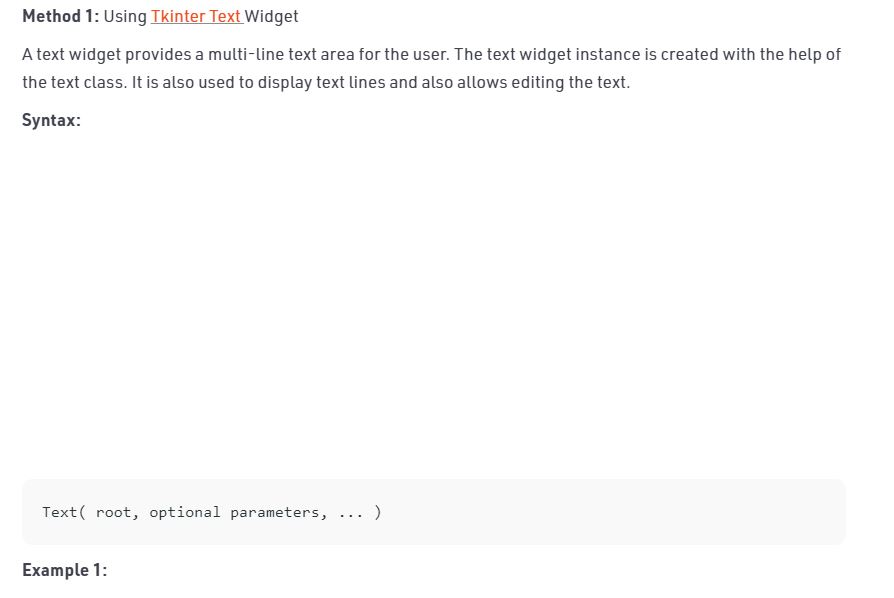 Method 1: Using Tkinter Text Widget
A text widget provides a multi-line text area for the user. The text widget instance is created with the help of
the text class. It is also used to display text lines and also allows editing the text.
Syntax:
Text( root, optional parameters, ... )
Example 1: